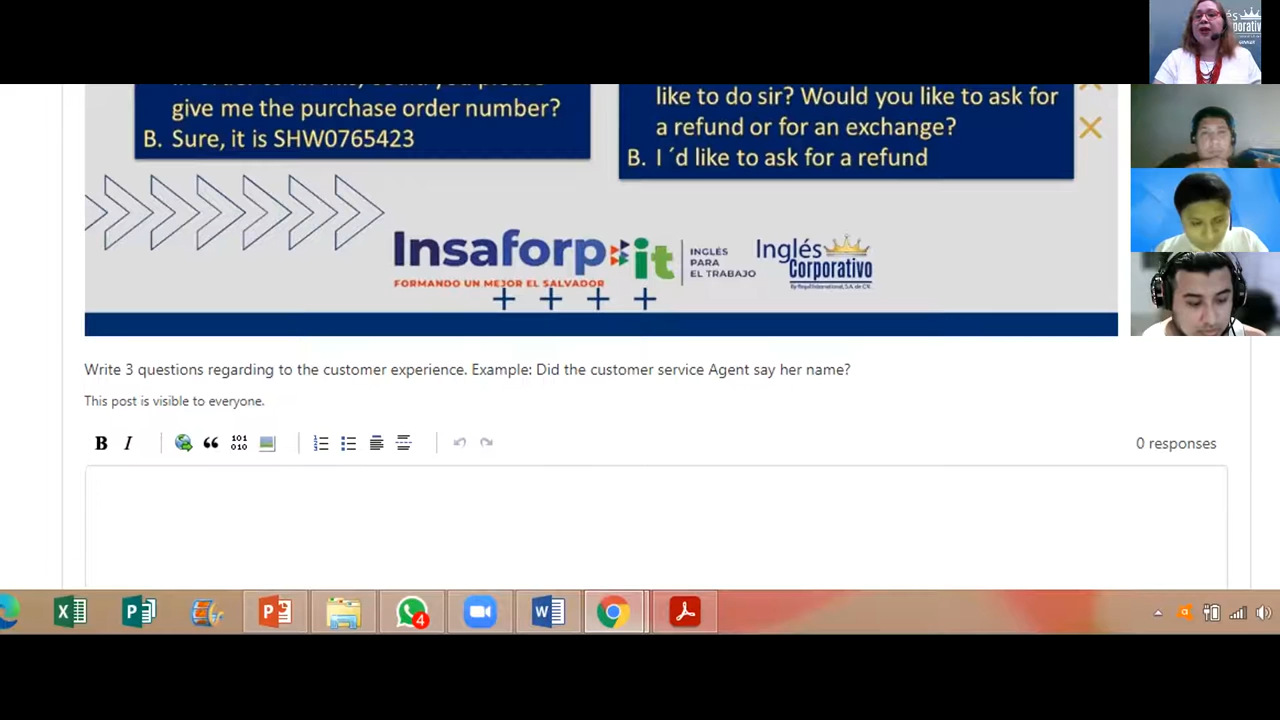 give me the purchase order number?
B. Sure, it is SHW0765423
like to do sir? Would you like to ask for
a refund or for an exchange?
B. I ´d like to ask for a refund
Insaforp
FORMANDO UN MEJOR EL SALVADOR
it
INGLÉS
PARA
EL TRABAJO
Inglés
Corporativo
Write 3 questions regarding to the customer experience. Example: Did the customer service Agent say her name?
This post is visible to everyone.
B I
101
010
0 responses
4